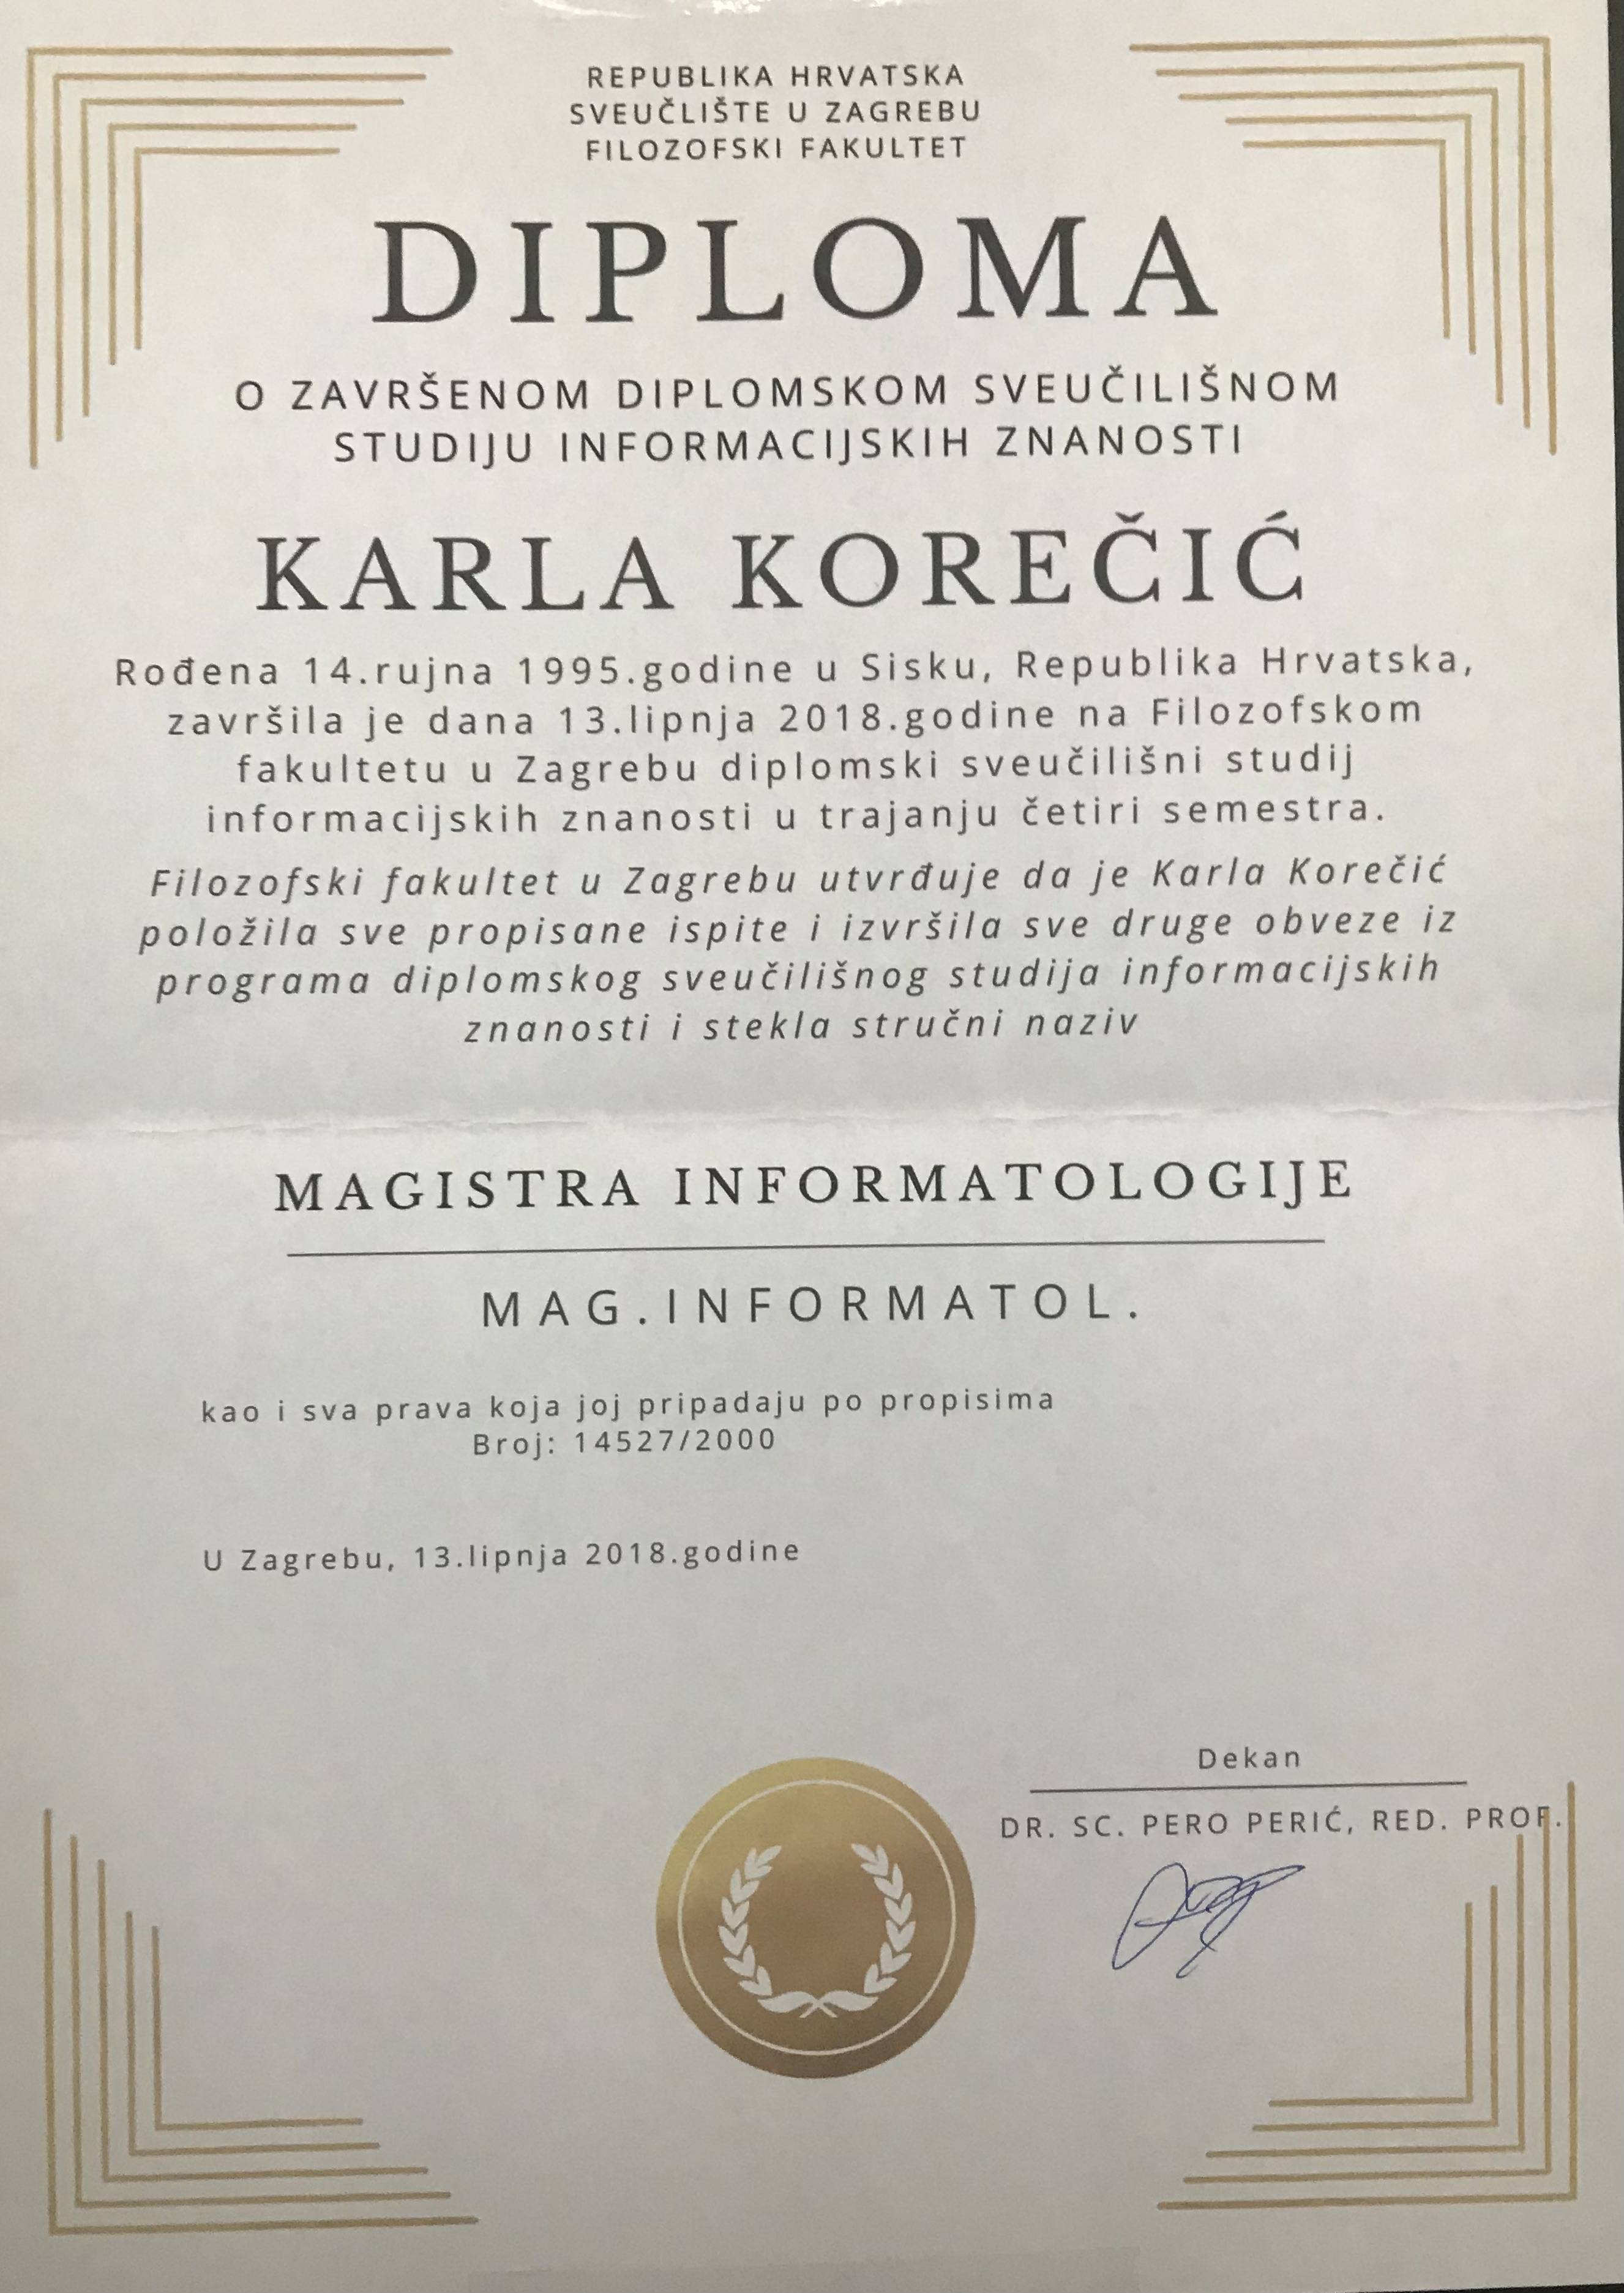 REPUBLIKA HRVATSKA
SVEUČLIŠTE U ZAGREBU
FILOZOFSKI FAKULTET
DIPLOMA
O ZAVRŠENOM DIPLOMSKOM SVEUČILIŠNOM
STUDIJU INFORMACIJSKIH ZNANOSTI
KARLA KOREČIĆ
Rođena 14.rujna 1995.godine u Sisku, Republika Hrvatska,
završila je dana 13.lipnja 2018.godine na Filozofskom
fakultetu u Zagrebu diplomski sveučilišni studij
informacijskih znanosti u trajanju četiri semestra.
Filozofski fakultet u Zagrebu utvrđuje da je Karla Korečić
položila sve propisane ispite i izvršila sve druge obveze iz
programa diplomskog sveučilišnog studija informacijskih
znanosti i stekla stručni naziv
MAGISTRA INFORMATOLOGIJE
MAG.INFORMATOL.
kao i sva prava koja joj pripadaju po propisima
Broj: 14527/2000
U Zagrebu, 13.lipnja 2018.godine
Dekan
DR. SC. PERO PERIĆ, RED. PROF.